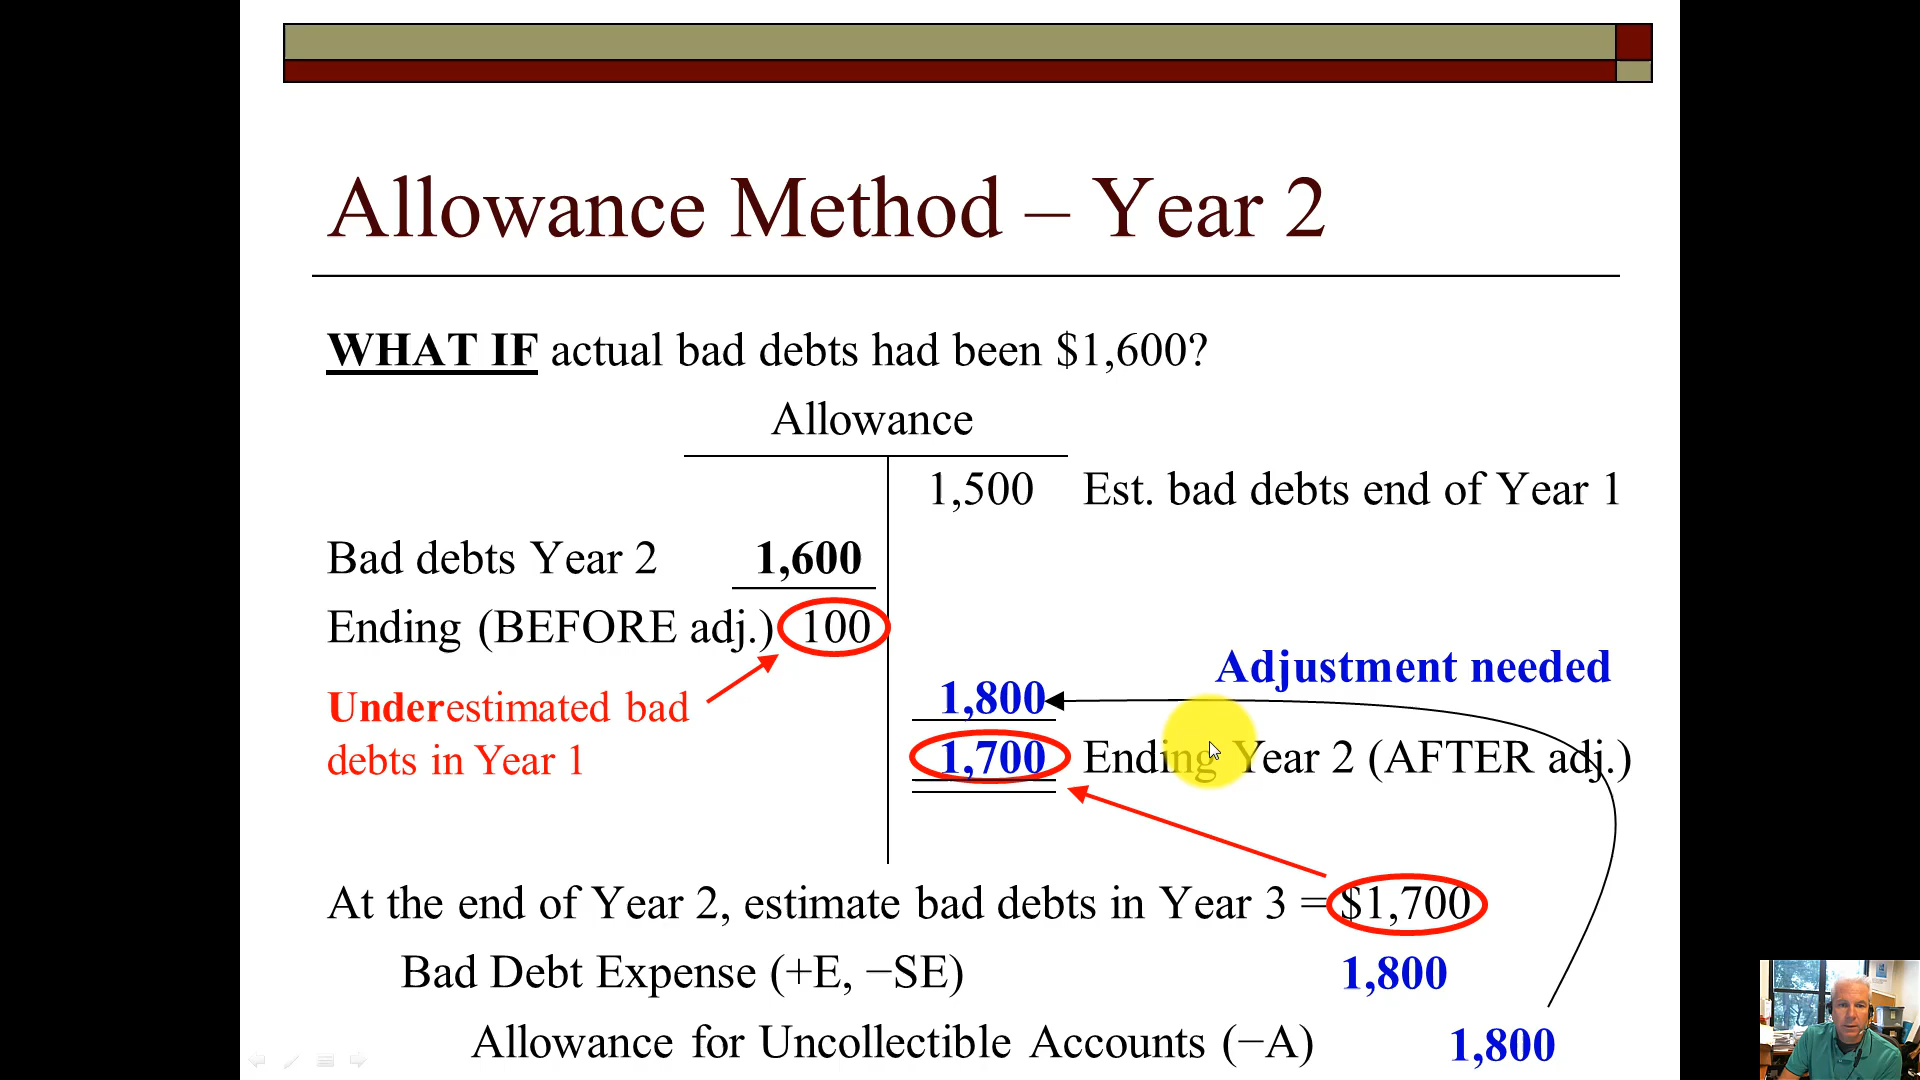 Allowance Method – Year 2
WHAT IF actual bad debts had been $1,600?
Allowance
1,500 Est. bad debts end of Year 1
Bad debts Year 2 1,600
Ending (BEFORE adj.) 100
Adjustment needed
Underestimated bad
debts in Year 1
1,800
1,700 Ending Year 2 (AFTER adj.)
At the end of Year 2, estimate bad debts in Year 3 = $1,700
Bad Debt Expense (+E, −SE) 1,800
Allowance for Uncollectible Accounts (−A) 1,800